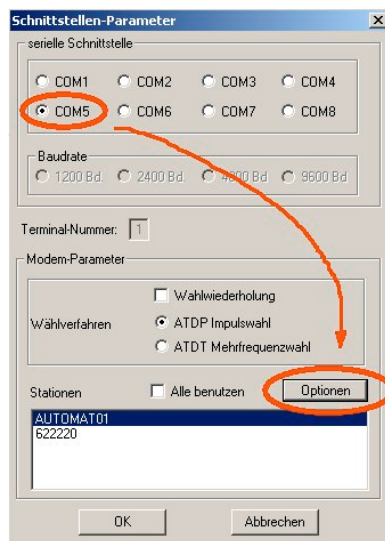 Schnittstellen-Parameter
serielle Schnittstelle
COM1 COM2 COM3 COM4
COM5 COM6 COM7 COM8
Baudrate
1200 Bd. 2400 Bd. 4800 Bd 9600 Bd
Terminal-Nummer: 1
Modem-Parameter
Wahlwiederholung
Wählverfahren ATDP Impulswahl
ATDT Mehrfrequenzwahl
Stationen Alle benutzen Optionen
AUTOMAT01
622220
OK Abbrechen